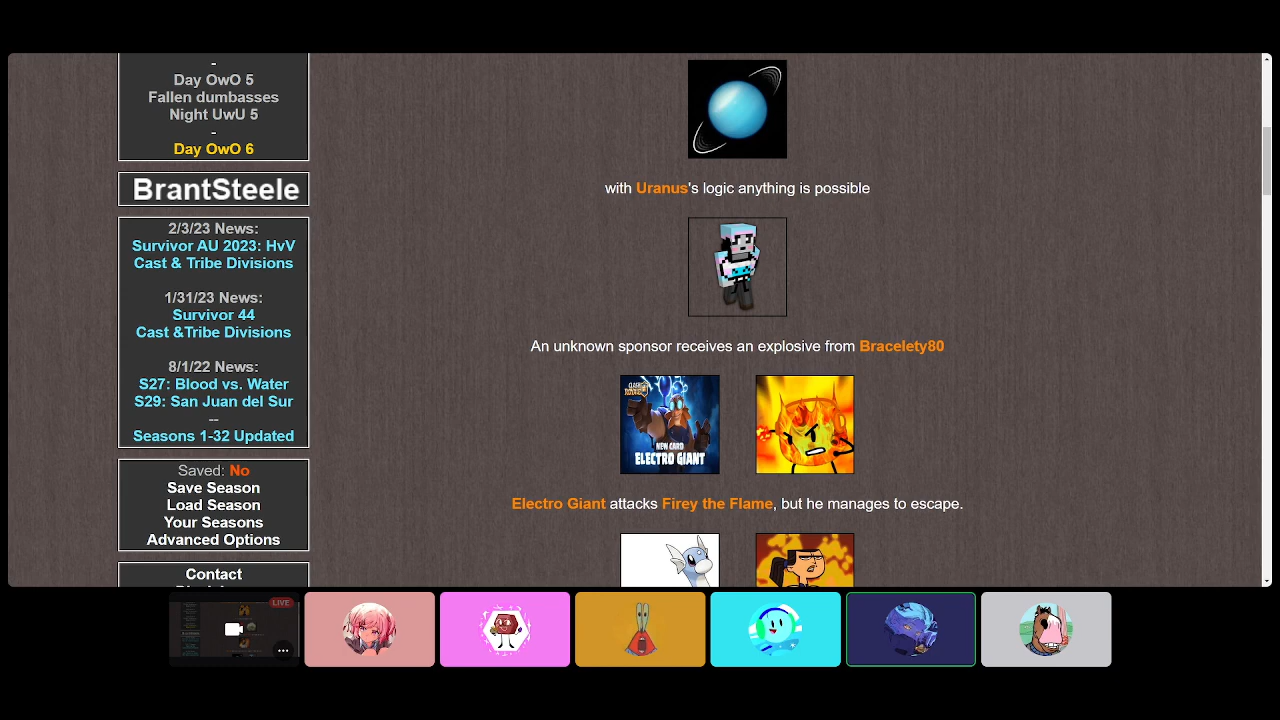 -
Day OwO 5
Fallen dumbasses
Night UwU 5
-
Day OwO 6
BrantSteele
2/3/23 News:
Survivor AU 2023: HvV
Cast & Tribe Divisions
1/31/23 News:
Survivor 44
Cast &Tribe Divisions
8/1/22 News:
S27: Blood vs. Water
S29: San Juan del Sur
--
Seasons 1-32 Updated
Saved: No
Save Season
Load Season
Your Seasons
Advanced Options
Contact
with Uranus's logic anything is possible
An unknown sponsor receives an explosive from Bracelety80
NEW CARD
ELECTRO GIANT
Electro Giant attacks Firey the Flame, but he manages to escape.
LIVE